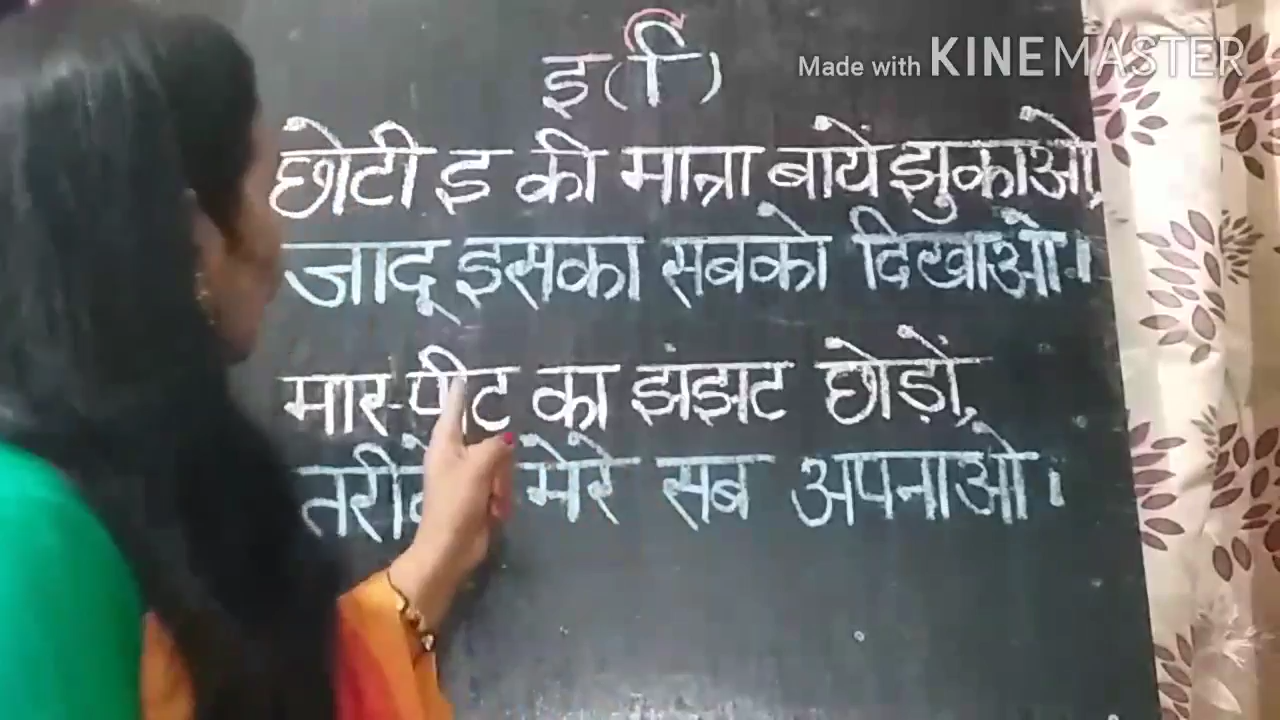 इ(ि)
Made with KINEMASTER
छोटी इ की मात्रा बायें झुकाओ,
जादू इसका सबको दिखाओ।
मार-पीट का झंझट छोड़ों,
मेरे सब अपनाओ।